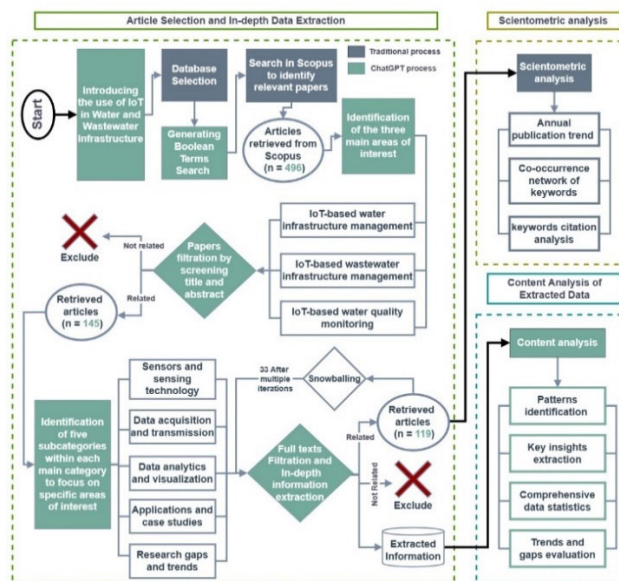 Article Selection and In-depth Data Extraction
Scientometric analysis
Start
Introducing
the use of IoT
in Water and
Wastewater
Infrastructure
Database
Selection
Generating
Boolean
Terms
Search
Search in Scopus
to identify
relevant papers
Articles
retrieved from
Scopus
(n = 496)
Traditional process
ChatGPT process
Identification
of the three
main areas of
interest
Scientometric
analysis
Annual
publication trend
Co-occurrence
network of
keywords
keywords citation
analysis
IoT-based water
infrastructure management
IoT-based wastewater
infrastructure management
IoT-based water quality
monitoring
Papers
filtration by
screening
title and
abstract
Not related
Exclude
Related
Retrieved
articles
(n = 145)
Content Analysis of
Extracted Data
Identification
of five
subcategories
within each
main category
to focus on
specific areas
of interest
Sensors and
sensing
technology
Data acquisition
and transmission
Data analytics
and visualization
Applications and
case studies
Research gaps
and trends
33 After
multiple
iterations
Snowballing
Full texts
Filtration and
In-depth
information
extraction
Related
Retrieved
articles
(n = 119)
Not Related
Exclude
Extracted
Information
Content analysis
Patterns
identification
Key insights
extraction
Comprehensive
data statistics
Trends and
gaps evaluation